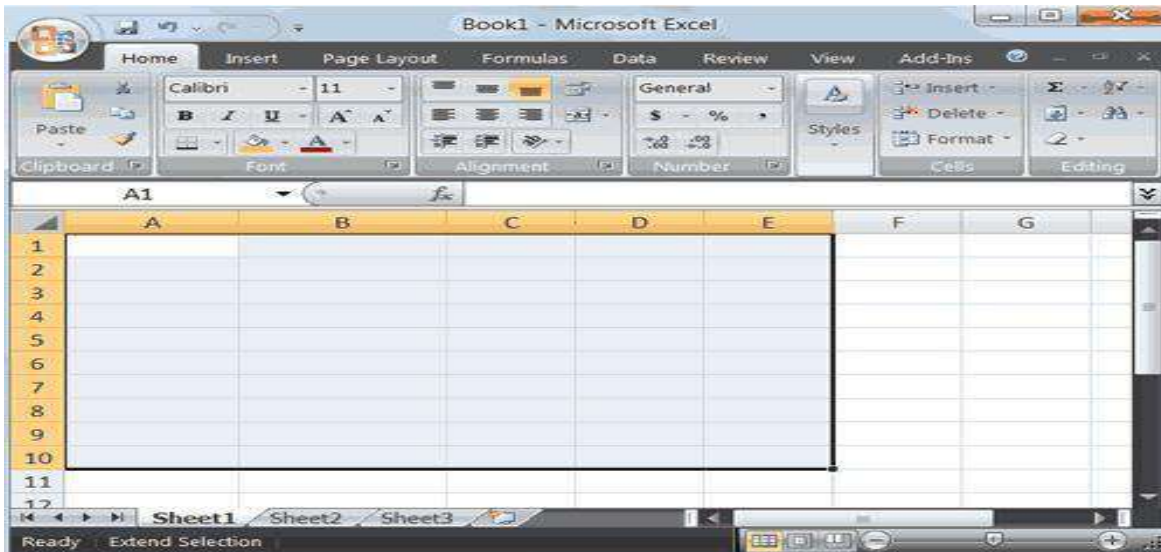 Book1 - Microsoft Excel
Home Insert Page Layout Formulas Data Review View Add-Ins
Calibri 11 General Insert
B I U A A $ % , Delete
Paste A Styles Format
Clipboard Font Alignment Number Cells Editing
A1 fx
A B C D E F G
1
2
3
4
5
6
7
8
9
10
11
12
Sheet1 Sheet2 Sheet3
Ready Extend Selection